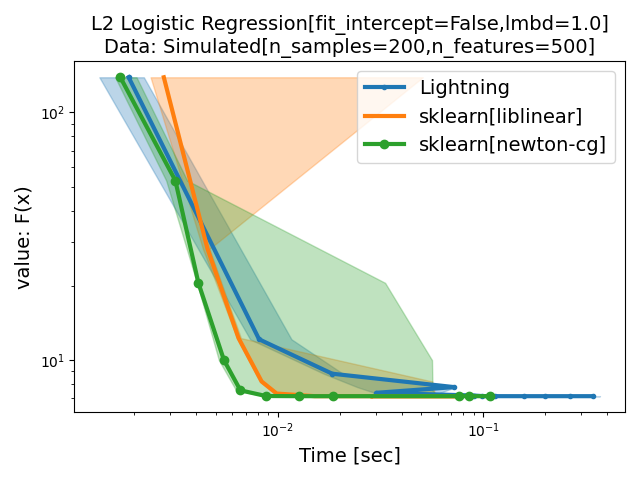 L2 Logistic Regression[fit_intercept=False,lmbd=1.0]
Data: Simulated[n_samples=200,n_features=500]
Lightning
sklearn[liblinear]
sklearn[newton-cg]
value: F(x)
10²
10¹
10⁻²
10⁻¹
Time [sec]